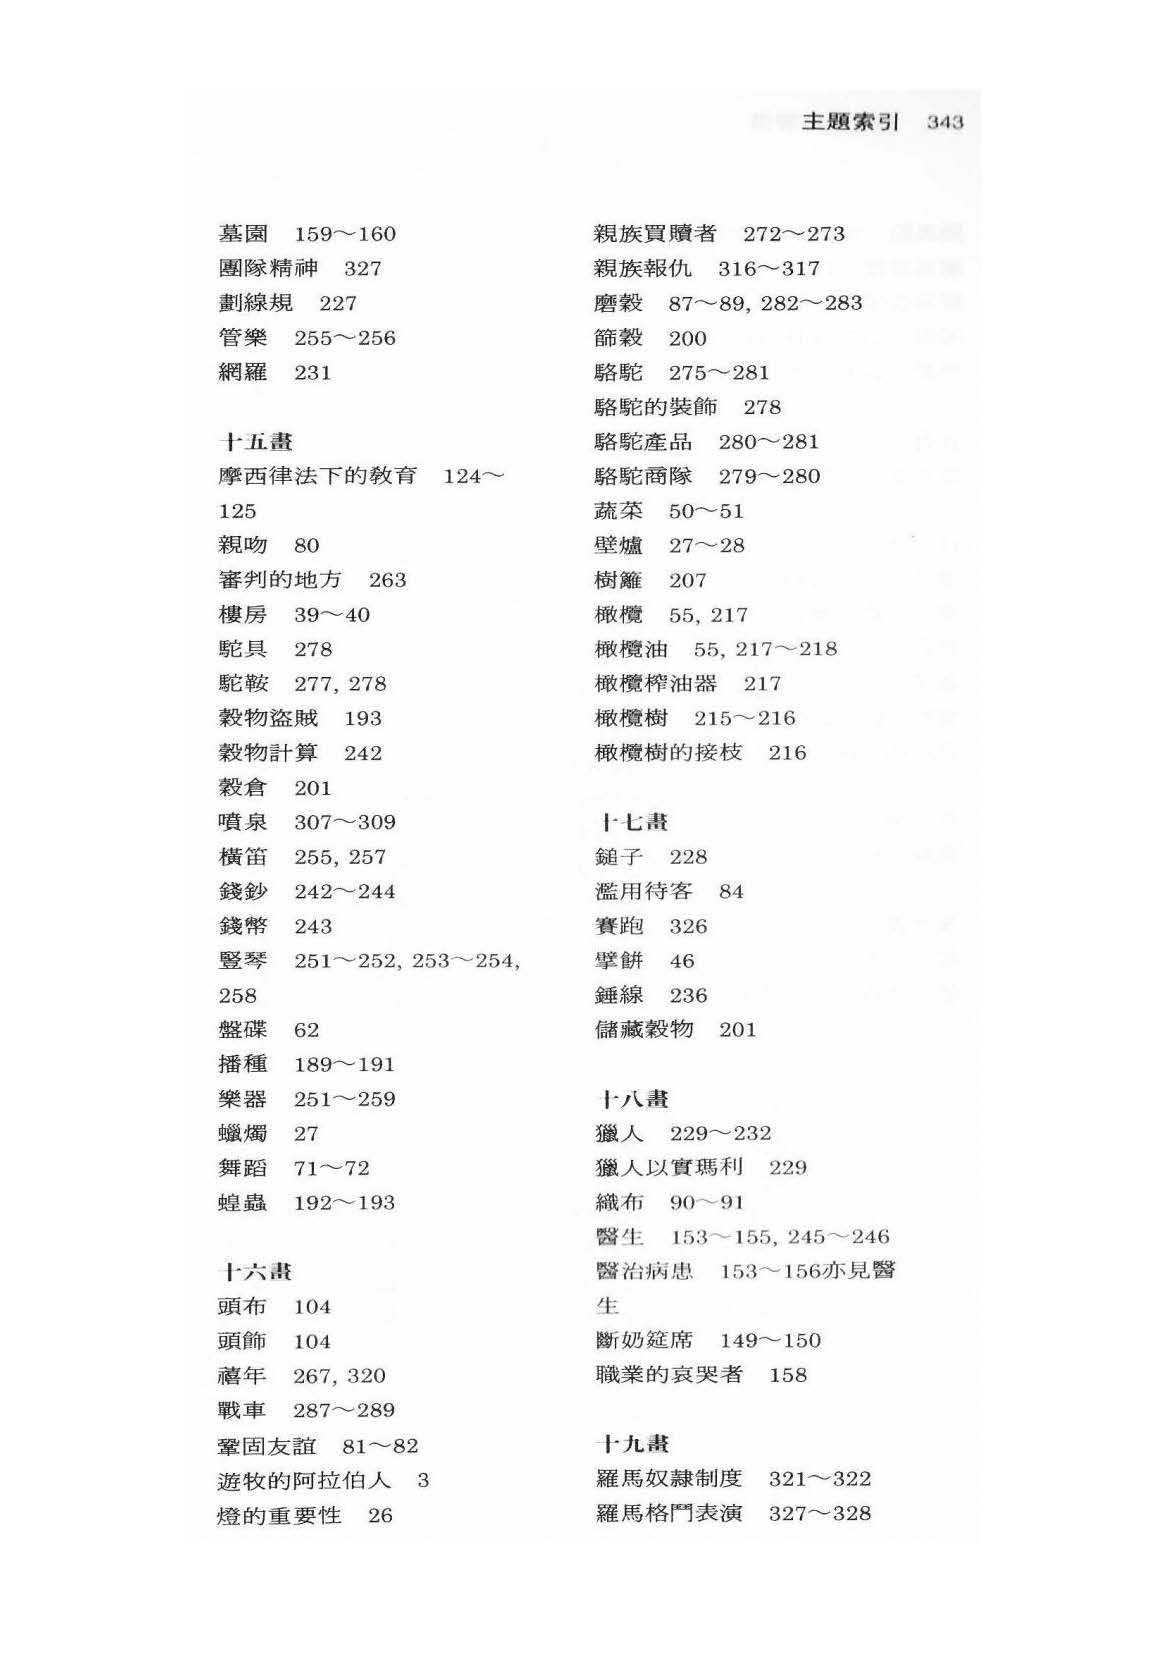 主題索引 343
墓園 159～160
團隊精神 327
劃線規 227
管樂 255～256
網羅 231
十五畫
摩西律法下的教育 124～
125
親吻 80
審判的地方 263
樓房 39～40
駝具 278
駝鞍 277, 278
穀物盜賊 193
穀物計算 242
穀倉 201
噴泉 307～309
橫笛 255, 257
錢鈔 242～244
錢幣 243
豎琴 251～252, 253～254,
258
盤碟 62
播種 189～191
樂器 251～259
蠟燭 27
舞蹈 71～72
蝗蟲 192～193
十六畫
頭布 104
頭飾 104
禧年 267, 320
戰車 287～289
鞏固友誼 81～82
遊牧的阿拉伯人 3
燈的重要性 26
親族買贖者 272～273
親族報仇 316～317
磨穀 87～89, 282～283
篩穀 200
駱駝 275～281
駱駝的裝飾 278
駱駝產品 280～281
駱駝商隊 279～280
蔬菜 50～51
壁爐 27～28
樹籬 207
橄欖 55, 217
橄欖油 55, 217～218
橄欖榨油器 217
橄欖樹 215～216
橄欖樹的接枝 216
十七畫
鎚子 228
濫用待客 84
賽跑 326
擘餅 46
錘線 236
儲藏穀物 201
十八畫
獵人 229～232
獵人以實瑪利 229
織布 90～91
醫生 153～155, 245～246
醫治病患 153～156亦見醫
生
斷奶筵席 149～150
職業的哀哭者 158
十九畫
羅馬奴隸制度 321～322
羅馬格鬥表演 327～328